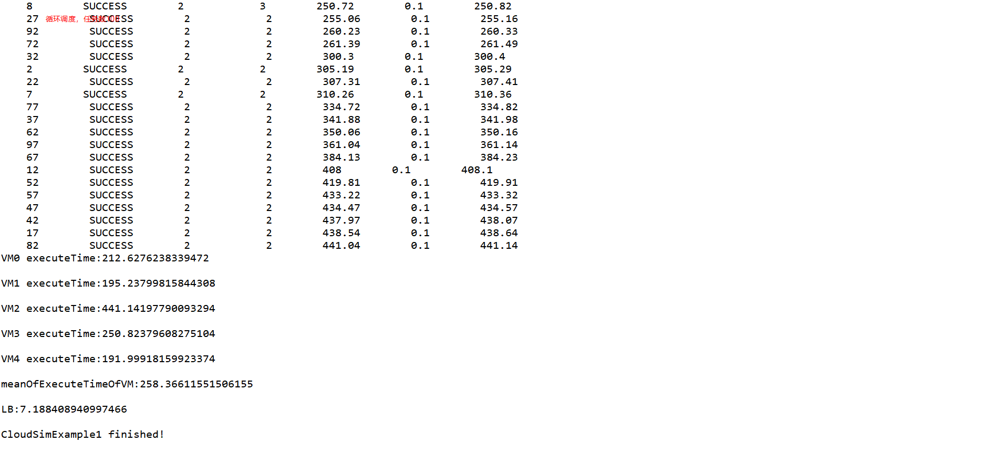 8 SUCCESS 2 3 250.72 0.1 250.82
27 SUCCESS 2 2 255.06 0.1 255.16
循环调度，任务数100
92 SUCCESS 2 2 260.23 0.1 260.33
72 SUCCESS 2 2 261.39 0.1 261.49
32 SUCCESS 2 2 300.3 0.1 300.4
2 SUCCESS 2 2 305.19 0.1 305.29
22 SUCCESS 2 2 307.31 0.1 307.41
7 SUCCESS 2 2 310.26 0.1 310.36
77 SUCCESS 2 2 334.72 0.1 334.82
37 SUCCESS 2 2 341.88 0.1 341.98
62 SUCCESS 2 2 350.06 0.1 350.16
97 SUCCESS 2 2 361.04 0.1 361.14
67 SUCCESS 2 2 384.13 0.1 384.23
12 SUCCESS 2 2 408 0.1 408.1
52 SUCCESS 2 2 419.81 0.1 419.91
57 SUCCESS 2 2 433.22 0.1 433.32
47 SUCCESS 2 2 434.47 0.1 434.57
42 SUCCESS 2 2 437.97 0.1 438.07
17 SUCCESS 2 2 438.54 0.1 438.64
82 SUCCESS 2 2 441.04 0.1 441.14
VM0 executeTime:212.6276238339472
VM1 executeTime:195.23799815844308
VM2 executeTime:441.14197790093294
VM3 executeTime:250.82379608275104
VM4 executeTime:191.99918159923374
meanOfExecuteTimeOfVM:258.36611551506155
LB:7.188408940997466
CloudSimExample1 finished!